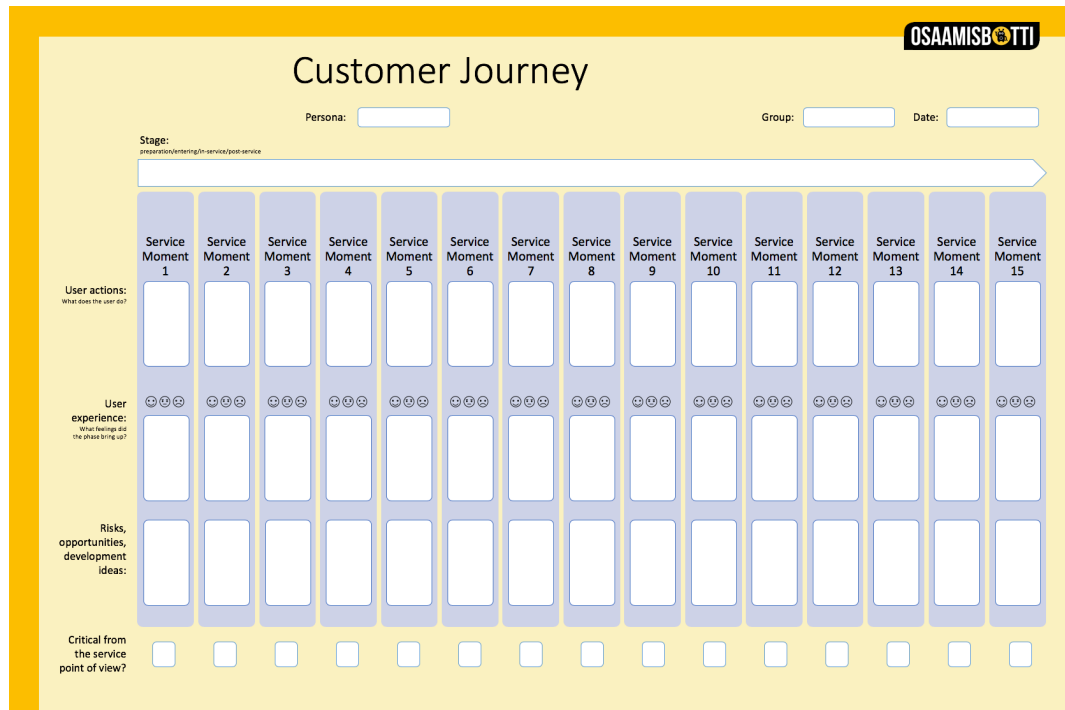 OSAAMISBOTTI
Customer Journey
Persona:
Group:
Date:
Stage:
preparation/entering/in-service/post-service
Service Moment 1
Service Moment 2
Service Moment 3
Service Moment 4
Service Moment 5
Service Moment 6
Service Moment 7
Service Moment 8
Service Moment 9
Service Moment 10
Service Moment 11
Service Moment 12
Service Moment 13
Service Moment 14
Service Moment 15
User actions:
What does the user do?
User
experience:
What feelings did
the phase bring up?
Risks,
opportunities,
development
ideas:
Critical from
the service
point of view?